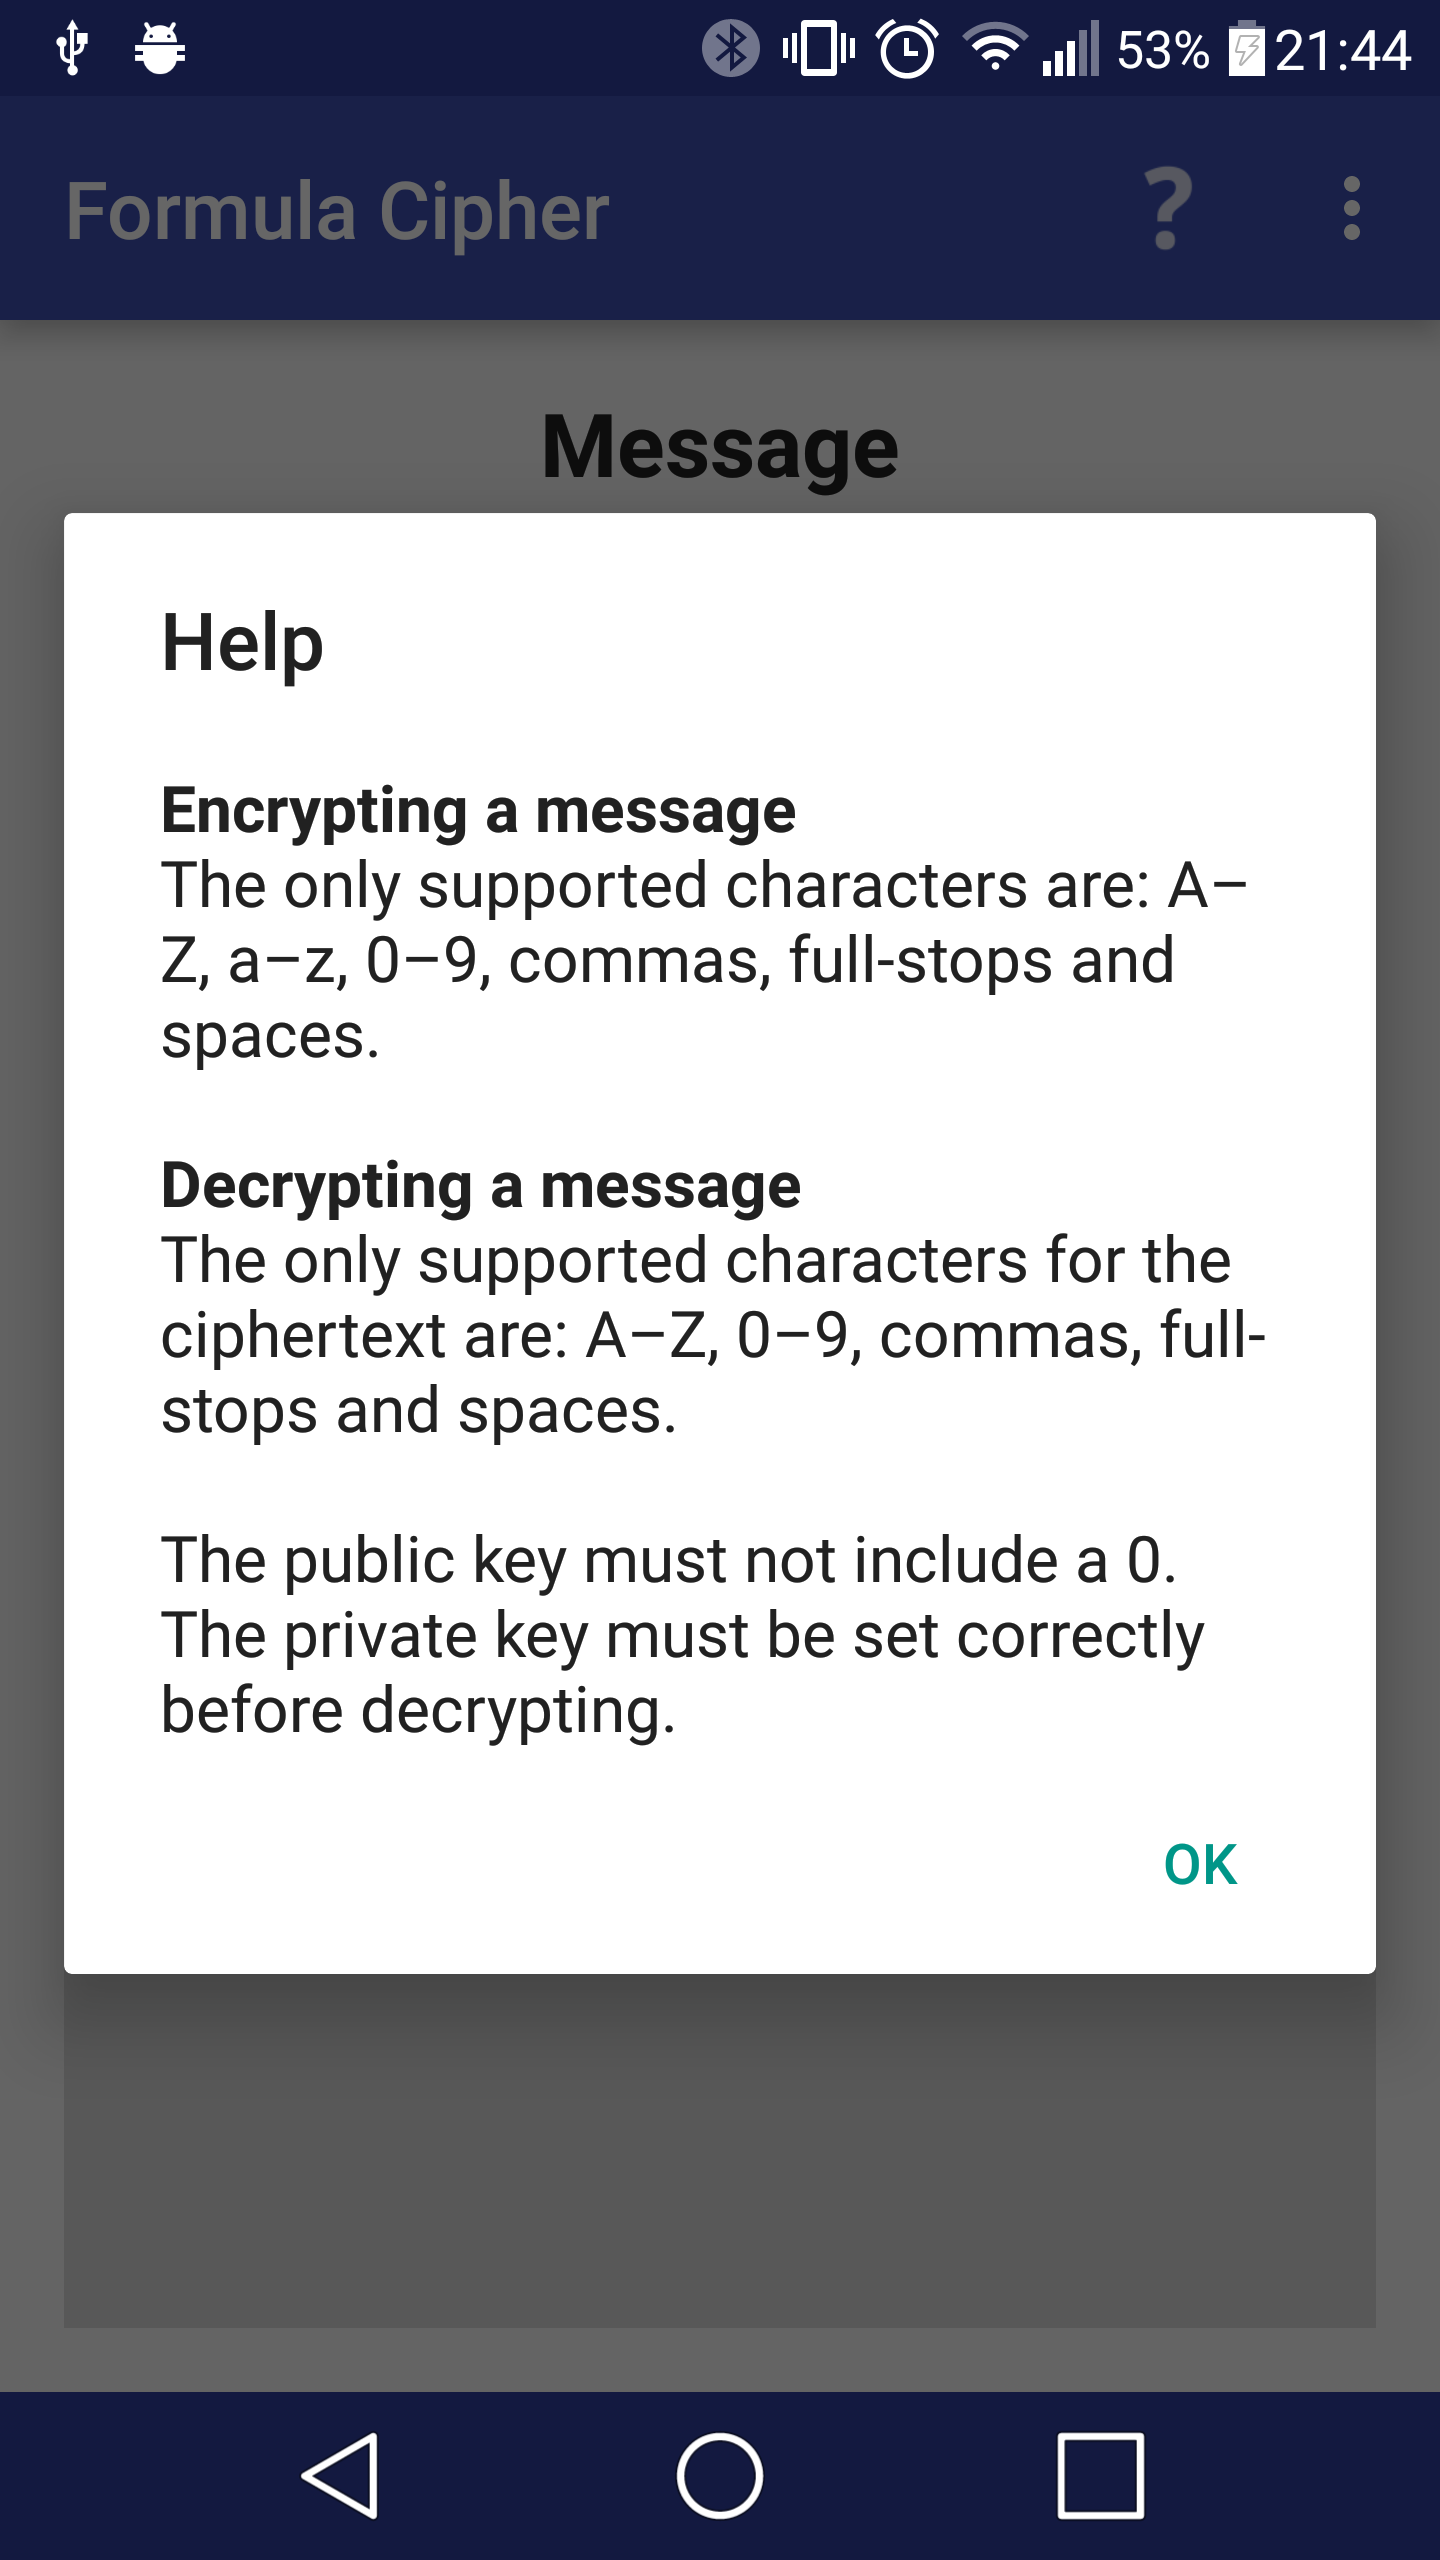 53% 21:44
Formula Cipher ?
Message
Help
Encrypting a message
The only supported characters are: A–
Z, a–z, 0–9, commas, full-stops and
spaces.
Decrypting a message
The only supported characters for the
ciphertext are: A–Z, 0–9, commas, full-
stops and spaces.
The public key must not include a 0.
The private key must be set correctly
before decrypting.
OK